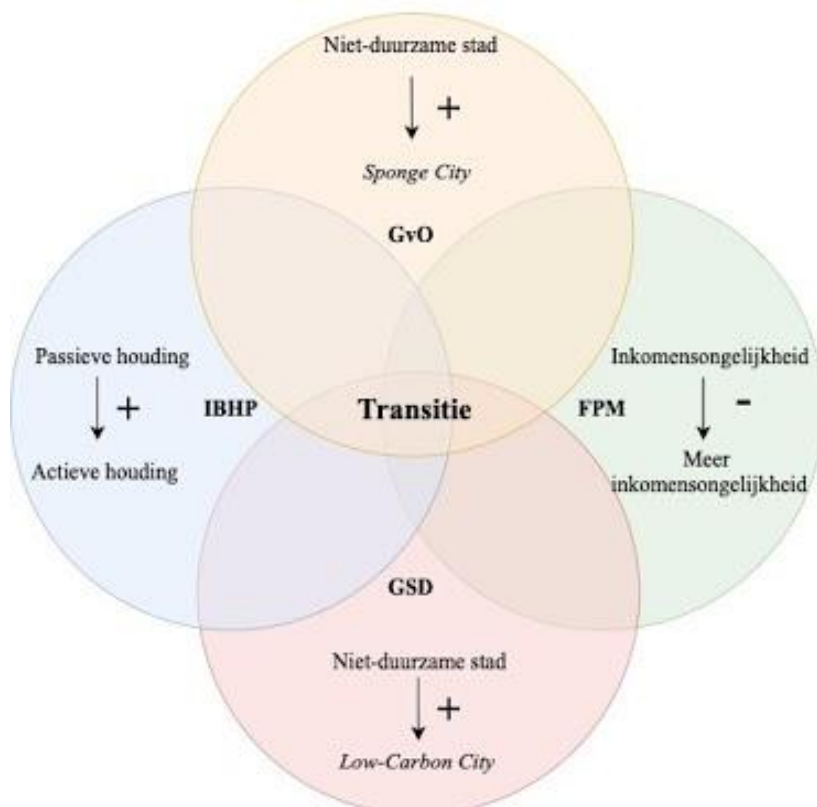 Niet-duurzame stad
+
Sponge City
GvO
Passieve houding
+
Actieve houding
IBHP
Transitie
FPM
Inkomensongelijkheid
-
Meer
inkomensongelijkheid
GSD
Niet-duurzame stad
+
Low-Carbon City